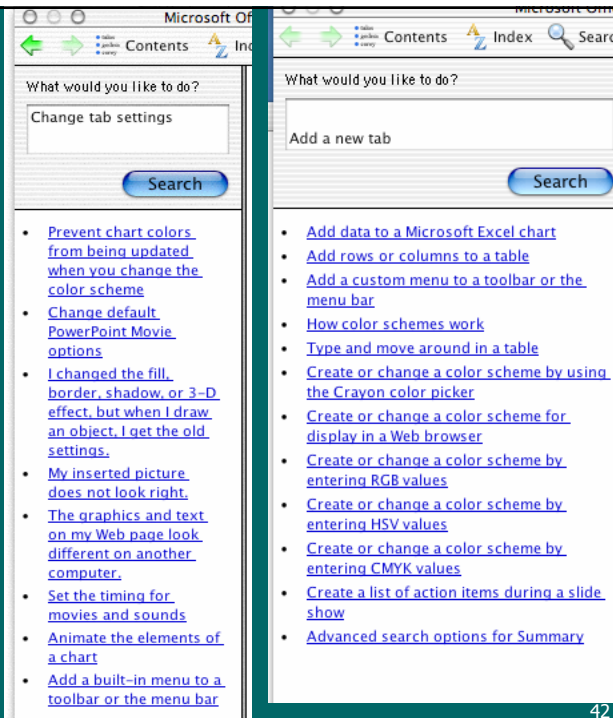 Microsoft Of
Contents
What would you like to do?
Change tab settings
Search
Prevent chart colors
from being updated
when you change the
color scheme
Change default
PowerPoint Movie
options
I changed the fill,
border, shadow, or 3-D
effect, but when I draw
an object, I get the old
settings.
My inserted picture
does not look right.
The graphics and text
on my Web page look
different on another
computer.
Set the timing for
movies and sounds
Animate the elements of
a chart
Add a built-in menu to a
toolbar or the menu bar
Contents Index Searc
What would you like to do?
Add a new tab
Search
Add data to a Microsoft Excel chart
Add rows or columns to a table
Add a custom menu to a toolbar or the
menu bar
How color schemes work
Type and move around in a table
Create or change a color scheme by using
the Crayon color picker
Create or change a color scheme for
display in a Web browser
Create or change a color scheme by
entering RGB values
Create or change a color scheme by
entering HSV values
Create or change a color scheme by
entering CMYK values
Create a list of action items during a slide
show
Advanced search options for Summary
42